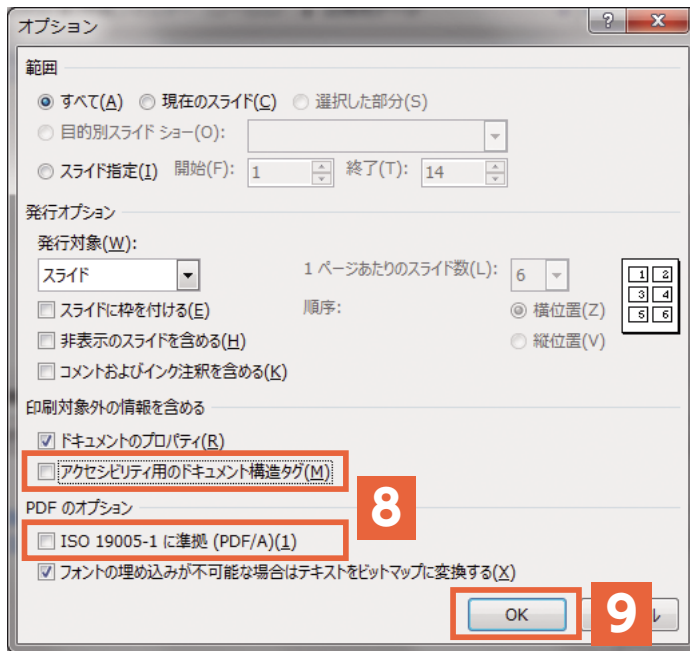 オプション
範囲
すべて(A) 現在のスライド(C) 選択した部分(S)
目的別スライド ショー(O):
スライド指定(I) 開始(F): 1 終了(T): 14
発行オプション
発行対象(W):
スライド 1 ページあたりのスライド数(L): 6
スライドに枠を付ける(E) 順序: 横位置(Z)
非表示のスライドを含める(H) 縦位置(V)
1 2
3 4
5 6
コメントおよびインク注釈を含める(K)
印刷対象外の情報を含める
ドキュメントのプロパティ(R)
アクセシビリティ用のドキュメント構造タグ(M)
8
PDF のオプション
ISO 19005-1 に準拠 (PDF/A)(1)
フォントの埋め込みが不可能な場合はテキストをビットマップに変換する(X)
OK 9 ル